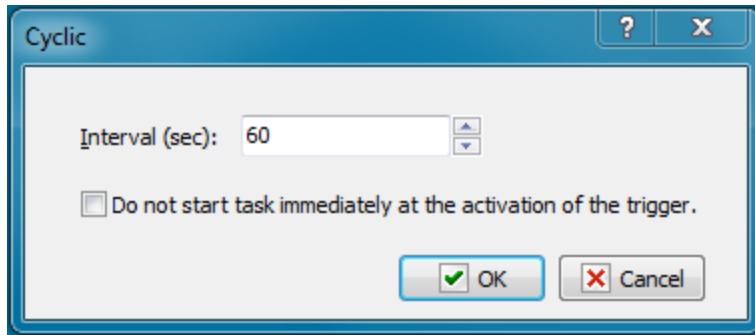 Cyclic
?
X
Interval (sec): 60
Do not start task immediately at the activation of the trigger.
OK
Cancel